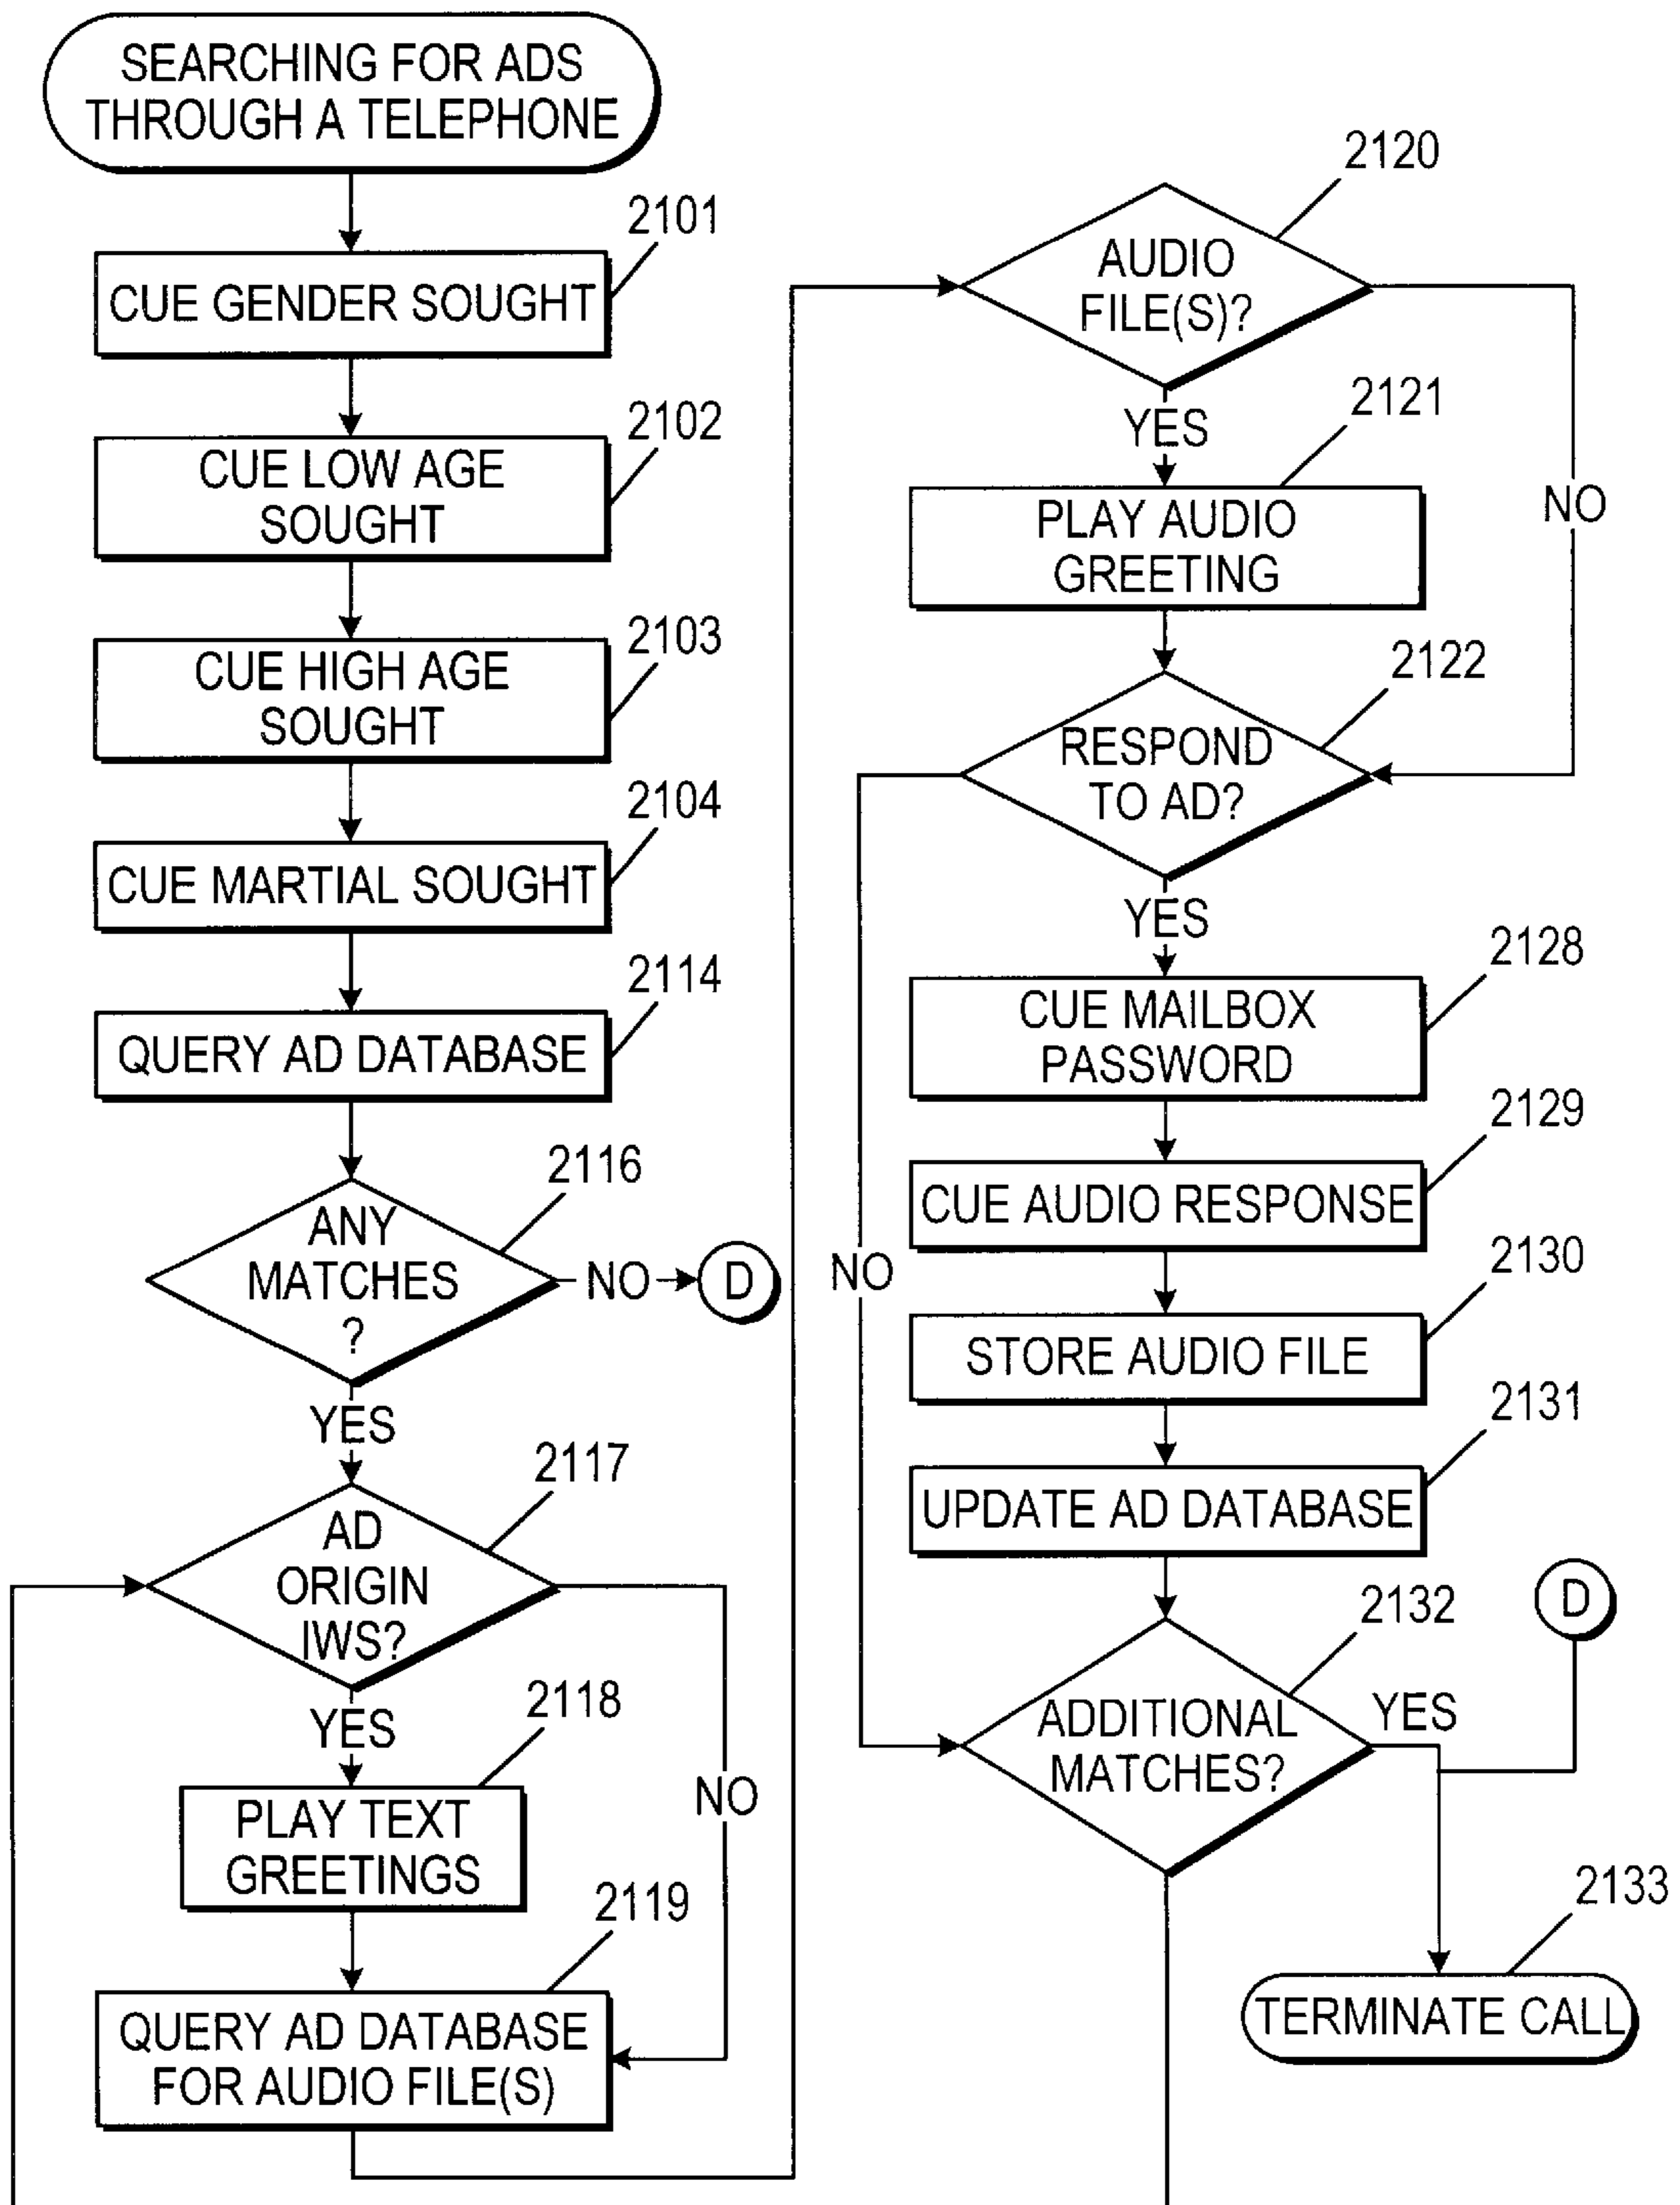 SEARCHING FOR ADS
THROUGH A TELEPHONE
2101
CUE GENDER SOUGHT
2102
CUE LOW AGE
SOUGHT
2103
CUE HIGH AGE
SOUGHT
2104
CUE MARTIAL SOUGHT
2114
QUERY AD DATABASE
2116
ANY
MATCHES
?
NO
D
YES
2117
AD
ORIGIN
IWS?
YES
NO
2118
PLAY TEXT
GREETINGS
2119
QUERY AD DATABASE
FOR AUDIO FILE(S)
2120
AUDIO
FILE(S)?
YES
NO
2121
PLAY AUDIO
GREETING
2122
RESPOND
TO AD?
YES
NO
2128
CUE MAILBOX
PASSWORD
2129
CUE AUDIO RESPONSE
2130
STORE AUDIO FILE
2131
UPDATE AD DATABASE
2132
ADDITIONAL
MATCHES?
YES
D
2133
TERMINATE CALL